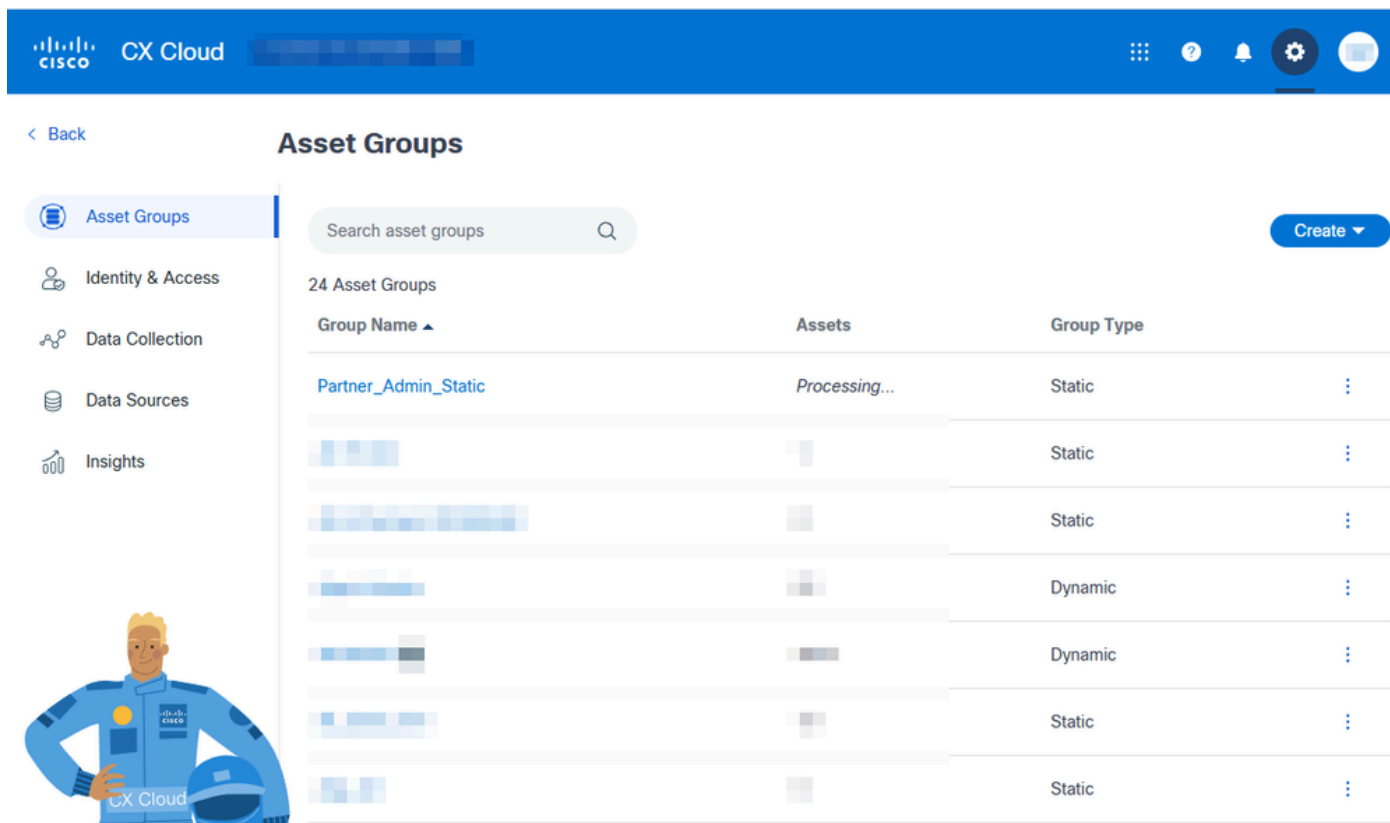 cisco CX Cloud
< Back
Asset Groups
Asset Groups
Search asset groups
Create
Identity & Access
24 Asset Groups
Group Name Assets Group Type
Data Collection
Partner_Admin_Static Processing... Static
Data Sources
Static
Insights
Static
Dynamic
Dynamic
Static
cisco
Static
CX Cloud